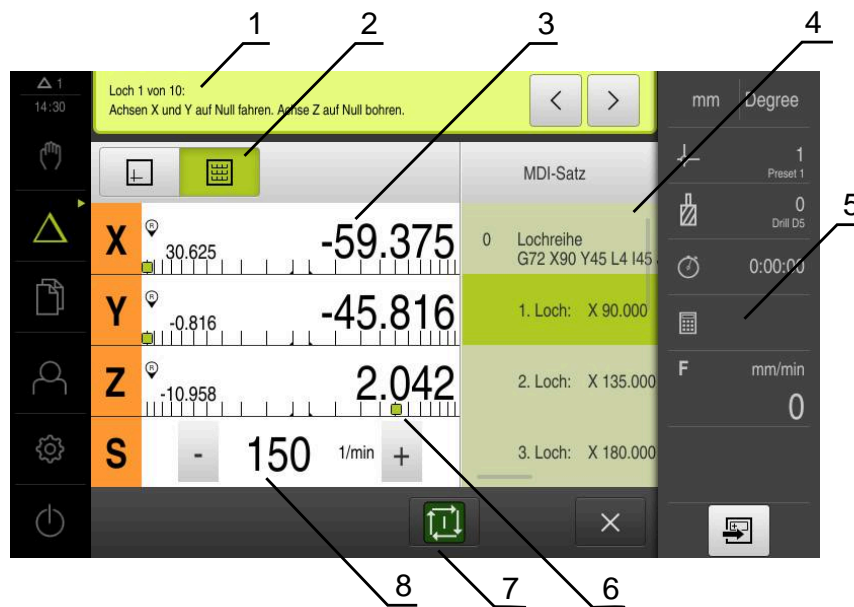 1 2 3 4
1
14:30
Loch 1 von 10:
Achsen X und Y auf Null fahren. Achse Z auf Null bohren.
mm Degree
MDI-Satz
1
Preset 1
0
Drill D5
5
X R 30.625 -59.375
0 Lochreihe
G72 X90 Y45 L4 I45
0:00:00
Y R -0.816 -45.816
1. Loch: X 90.000
Z R -10.958 2.042
2. Loch: X 135.000
F mm/min
0
S - 150 1/min +
3. Loch: X 180.000
8 7 6